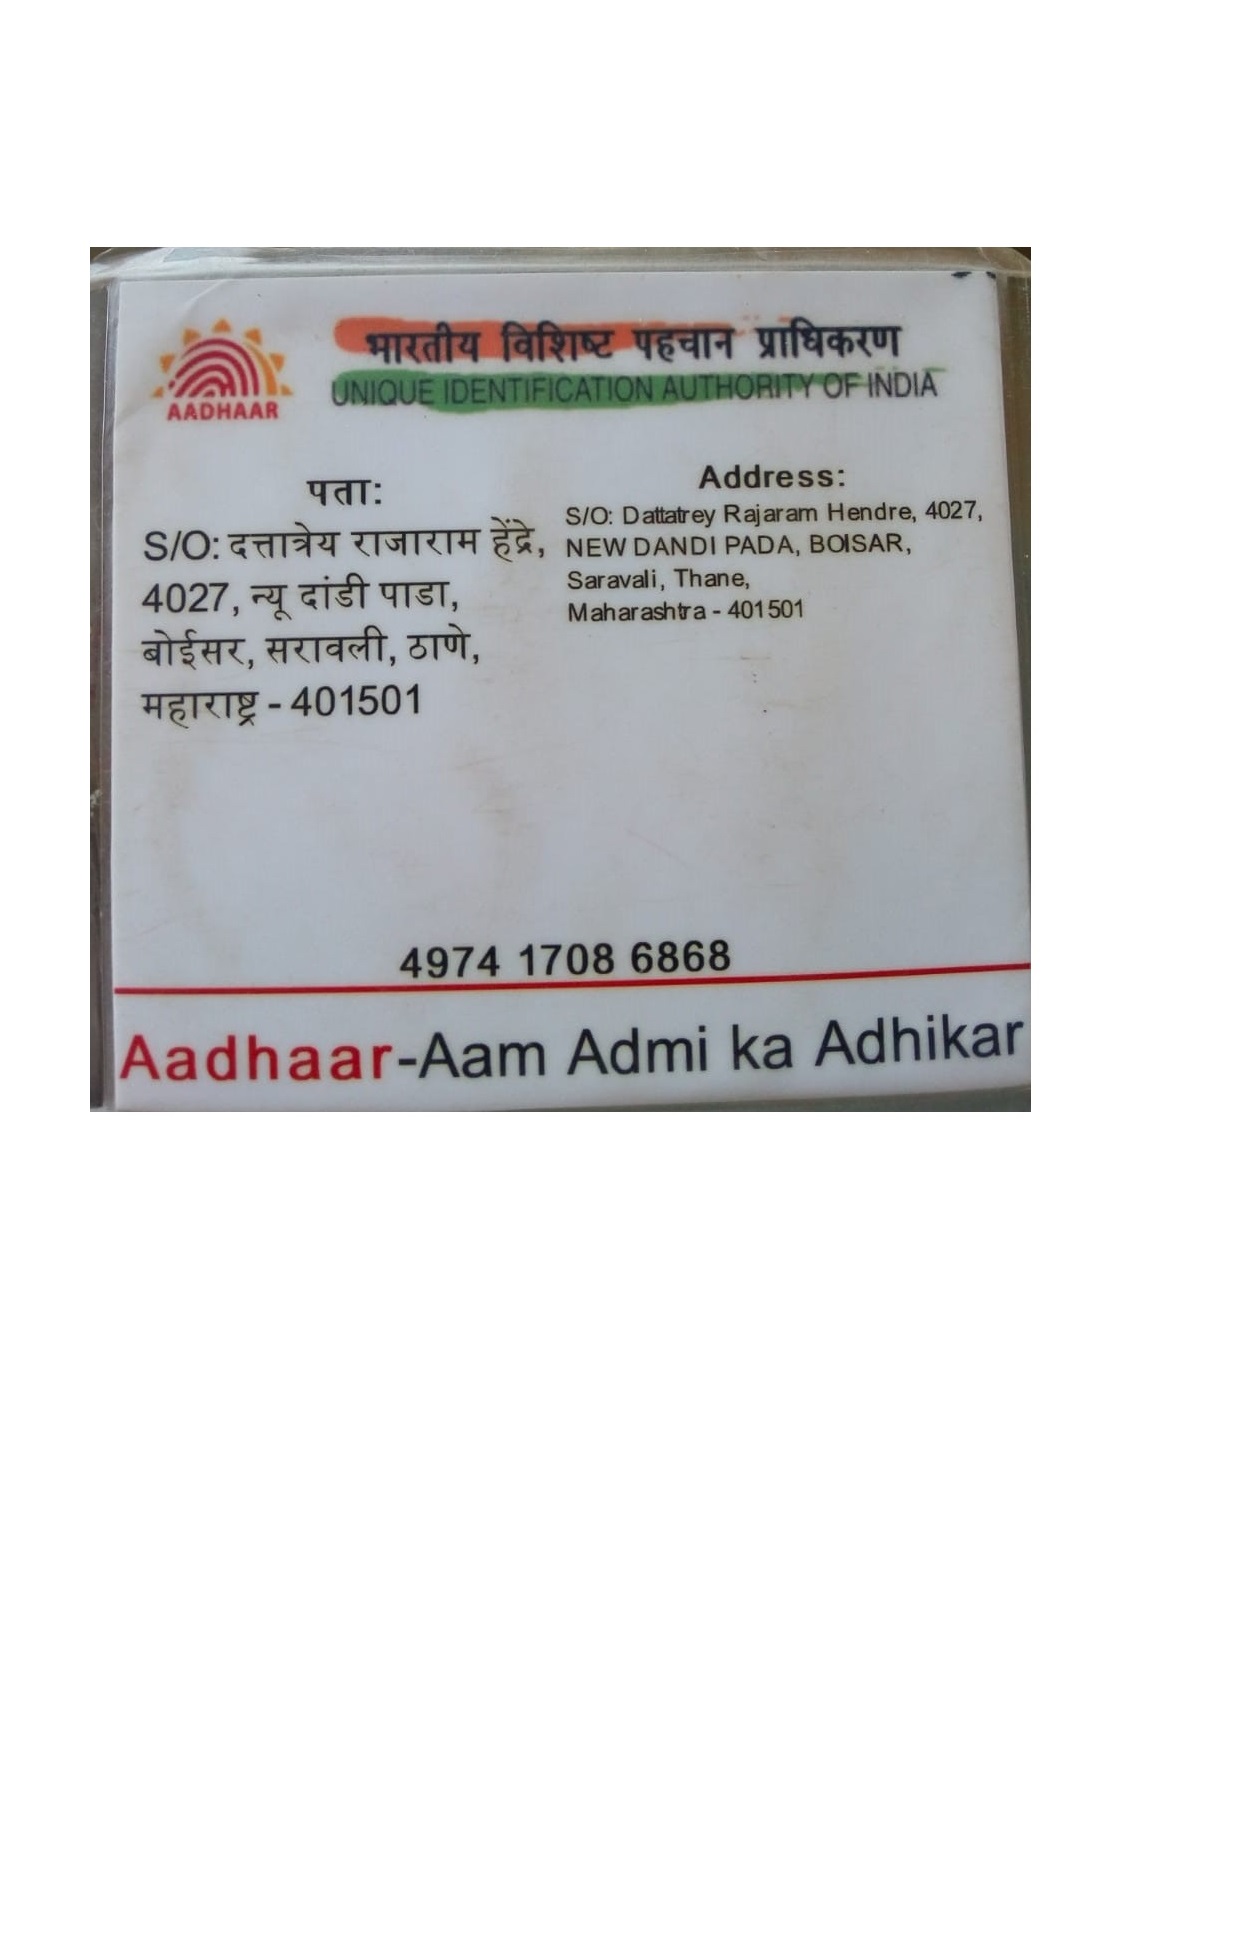 AADHAAR
भारतीय विशिष्ट पहचान प्राधिकरण
UNIQUE IDENTIFICATION AUTHORITY OF INDIA
पता:
S/O: दत्तात्रेय राजाराम हेंद्रे,
4027, न्यू दांडी पाडा,
बोईसर, सरावली, ठाणे,
महाराष्ट्र - 401501
Address:
S/O: Dattatrey Rajaram Hendre, 4027,
NEW DANDI PADA, BOISAR,
Saravali, Thane,
Maharashtra - 401501
4974 1708 6868
Aadhaar-Aam Admi ka Adhikar